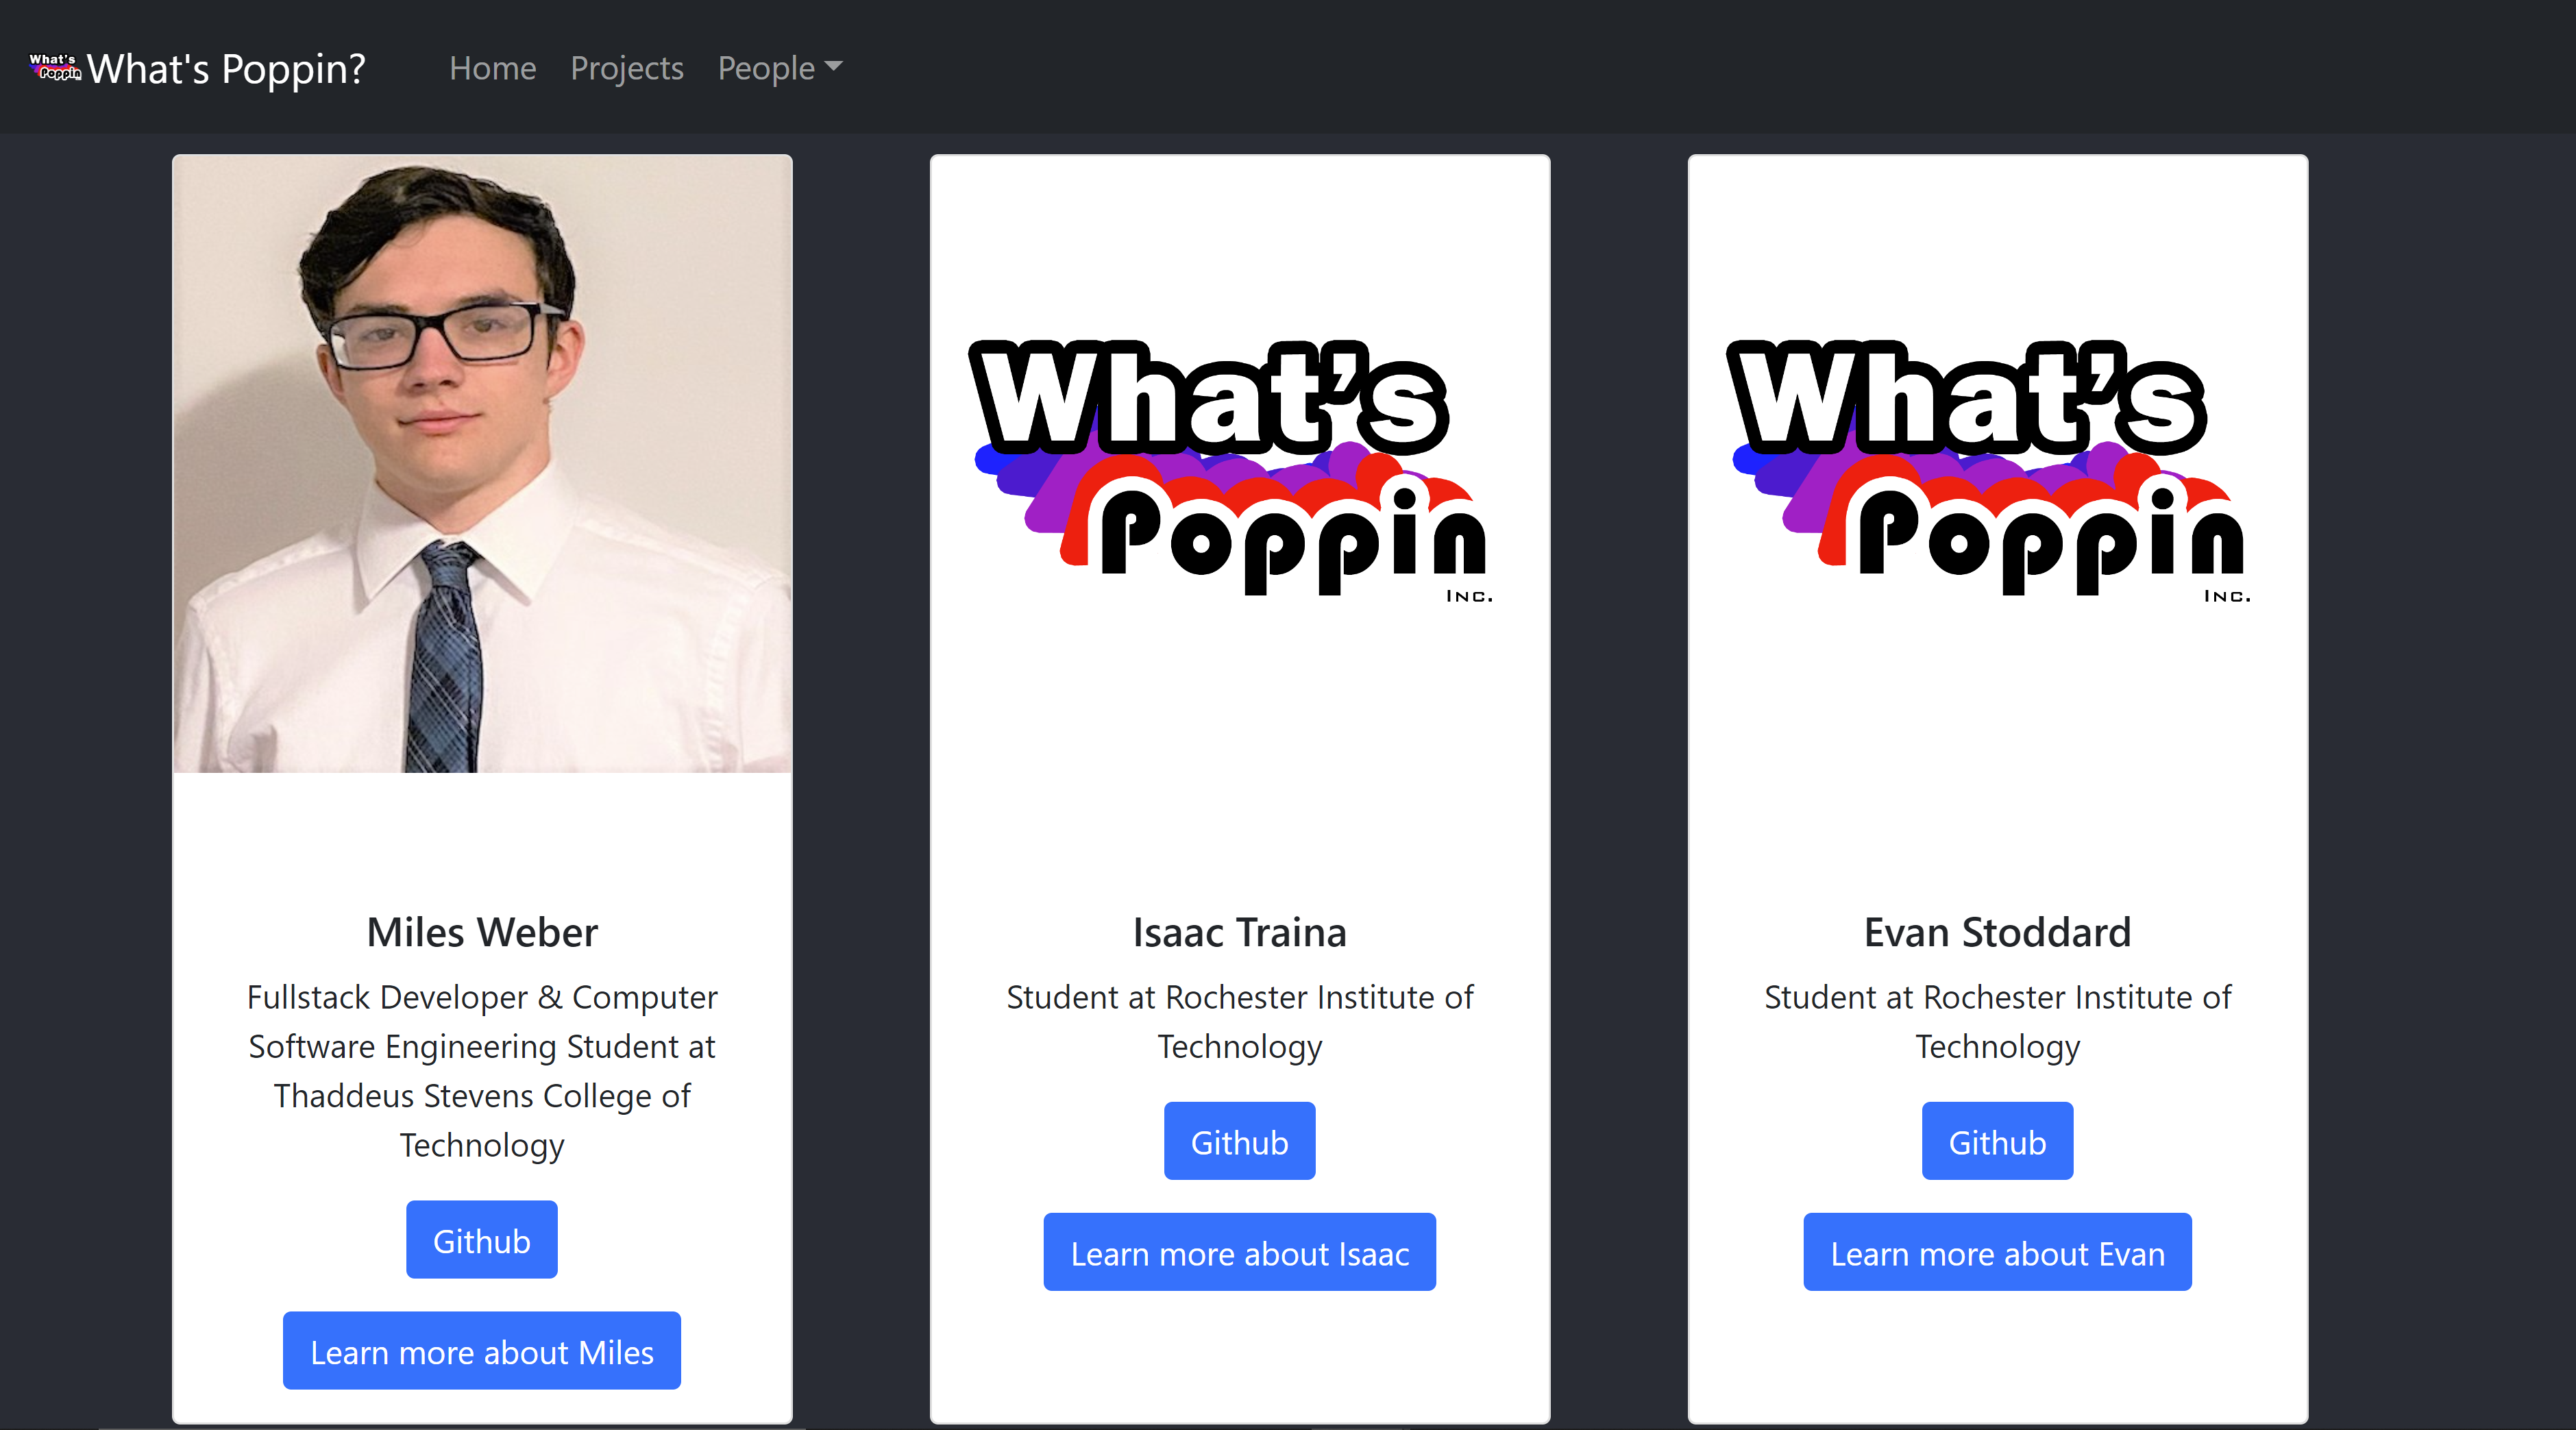 What's
Poppin
What's Poppin?
Home
Projects
People
What's
Poppin
Inc.
What's
Poppin
Inc.
Miles Weber
Fullstack Developer & Computer
Software Engineering Student at
Thaddeus Stevens College of
Technology
Github
Learn more about Miles
Isaac Traina
Student at Rochester Institute of
Technology
Github
Learn more about Isaac
Evan Stoddard
Student at Rochester Institute of
Technology
Github
Learn more about Evan